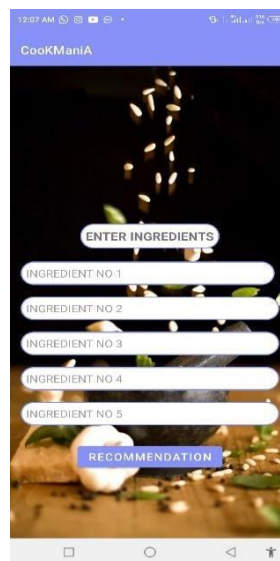 12:07 AM
CooKManiA
ENTER INGREDIENTS
INGREDIENT NO 1
INGREDIENT NO 2
INGREDIENT NO 3
INGREDIENT NO 4
INGREDIENT NO 5
RECOMMENDATION